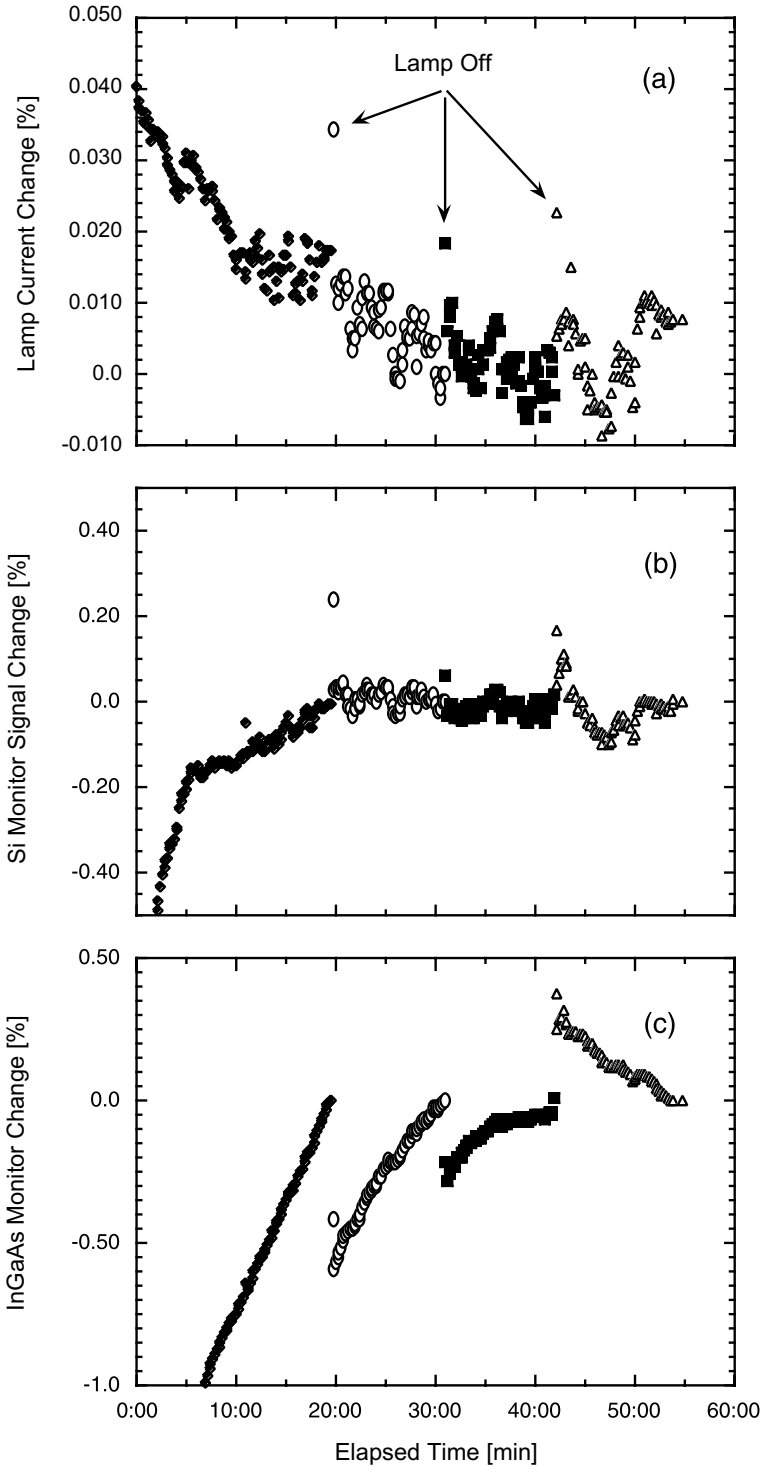 0.050
0.040
0.030
0.020
0.010
0.0
-0.010
Lamp Current Change [%]
Lamp Off
(a)
0.40
0.20
0.0
-0.20
-0.40
Si Monitor Signal Change [%]
(b)
0.50
0.0
-0.50
-1.0
InGaAs Monitor Change [%]
(c)
0:00 10:00 20:00 30:00 40:00 50:00 60:00
Elapsed Time [min]